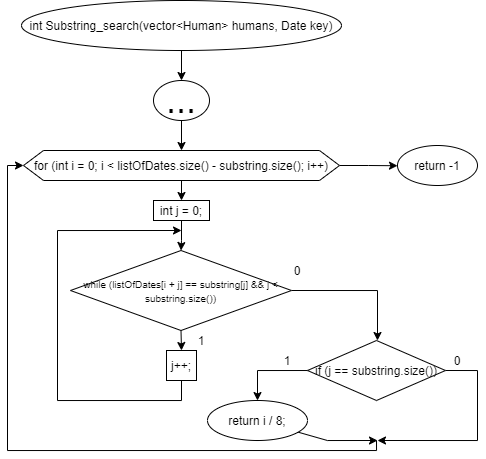 int Substring_search(vector<Human> humans, Date key)
...
for (int i = 0; i < listOfDates.size() - substring.size(); i++)
return -1
int j = 0;
while (listOfDates[i + j] == substring[j] && j <
substring.size())
0
1
j++;
if (j == substring.size())
1
0
return i / 8;